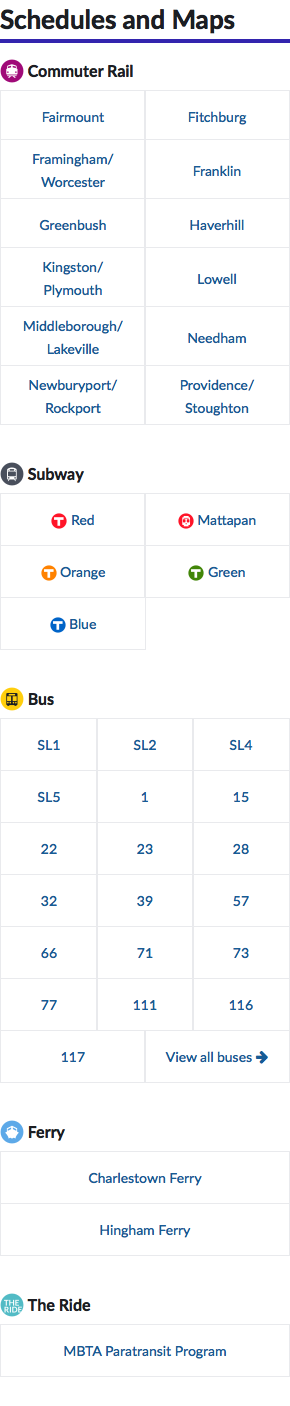 Schedules and Maps
Commuter Rail
Fairmount
Fitchburg
Framingham/
Worcester
Franklin
Greenbush
Haverhill
Kingston/
Plymouth
Lowell
Middleborough/
Lakeville
Needham
Newburyport/
Rockport
Providence/
Stoughton
Subway
T Red
Mattapan
T Orange
T Green
T Blue
Bus
SL1
SL2
SL4
SL5
1
15
22
23
28
32
39
57
66
71
73
77
111
116
117
View all buses
Ferry
Charlestown Ferry
Hingham Ferry
THE
RIDE
The Ride
MBTA Paratransit Program